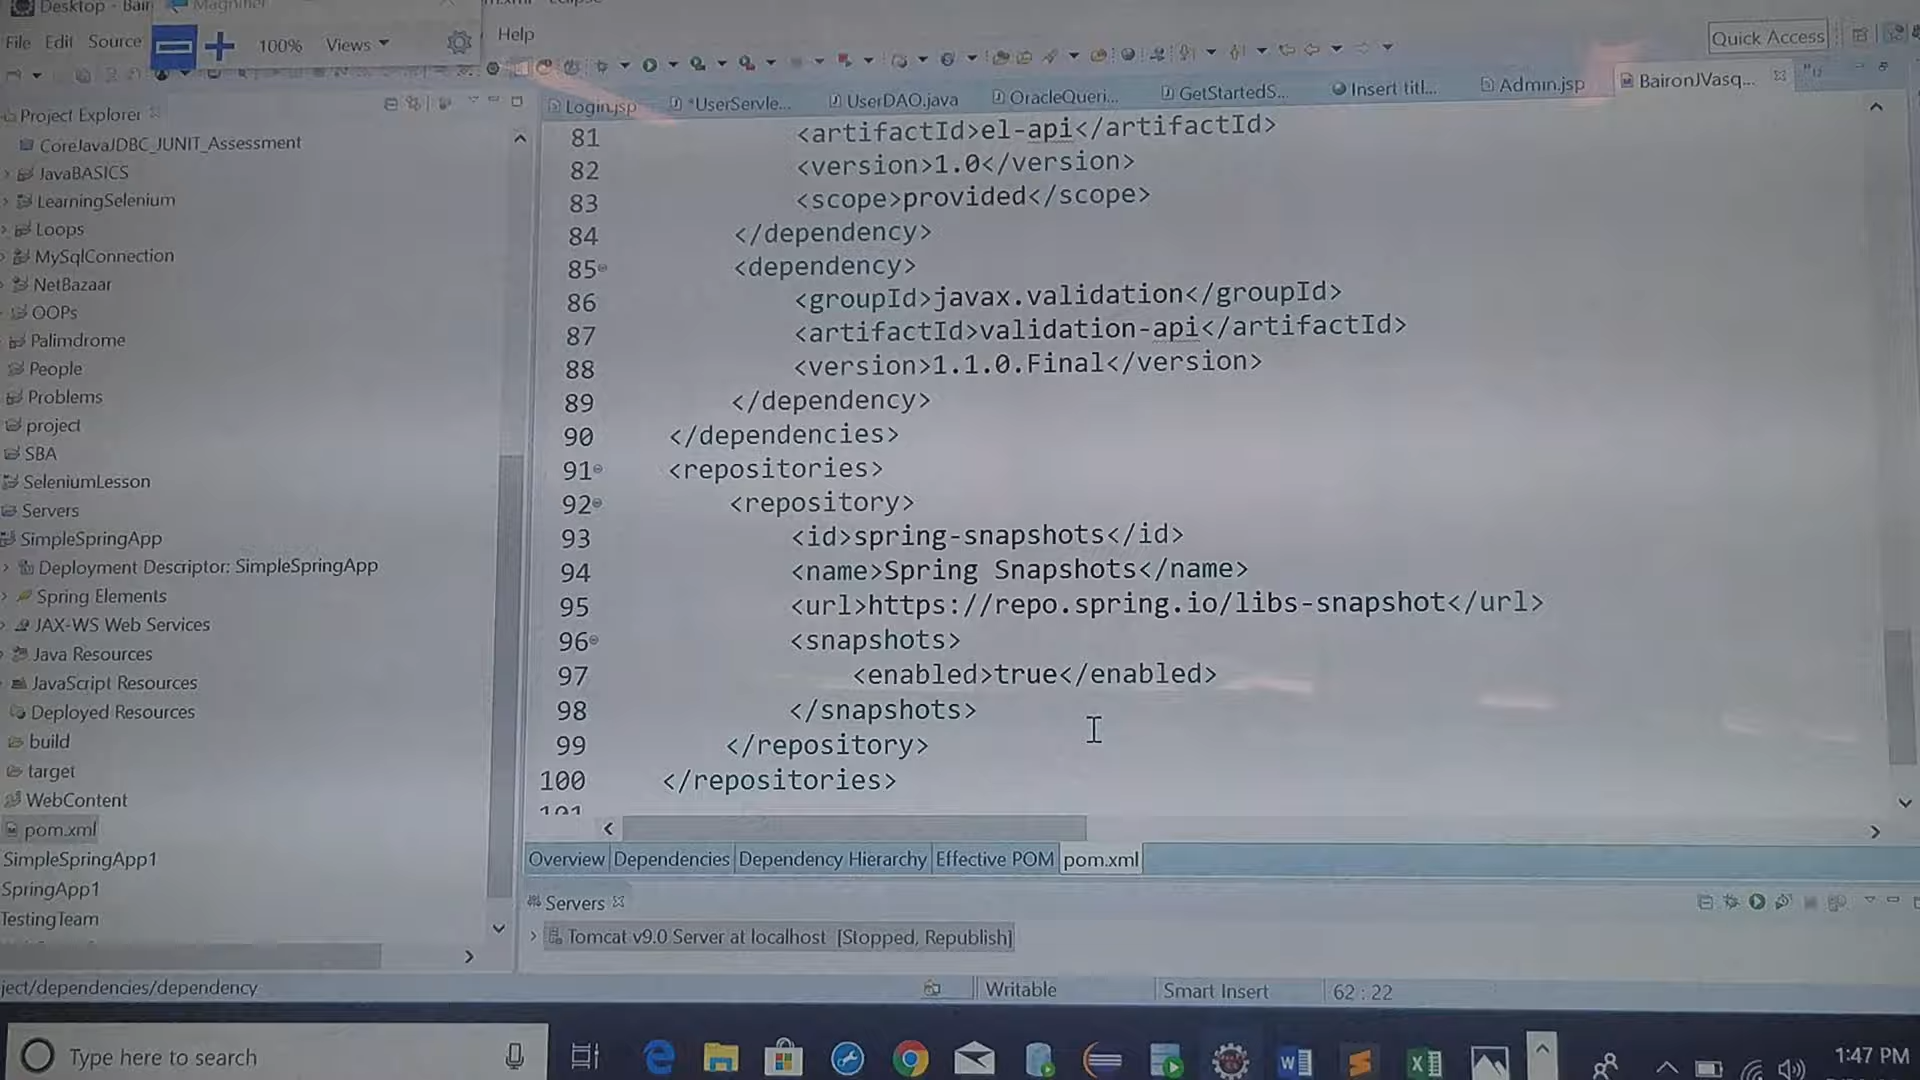 Desktop - Bair
Magnifier
File Edit Source
100% Views
Help
Quick Access
Project Explorer
CoreJavaJDBC_JUNIT_Assessment
JavaBASICS
LearningSelenium
Loops
MySqlConnection
NetBazaar
OOPs
Palimdrome
People
Problems
project
SBA
SeleniumLesson
Servers
SimpleSpringApp
Deployment Descriptor: SimpleSpringApp
Spring Elements
JAX-WS Web Services
Java Resources
JavaScript Resources
Deployed Resources
build
target
WebContent
pom.xml
SimpleSpringApp1
SpringApp1
TestingTeam
Login.jsp *UserServle... UserDAO.java OracleQueri... GetStartedS... Insert titl... Admin.jsp BaironJVasq...
81 <artifactId>el-api</artifactId>
82 <version>1.0</version>
83 <scope>provided</scope>
84 </dependency>
85 <dependency>
86 <groupId>javax.validation</groupId>
87 <artifactId>validation-api</artifactId>
88 <version>1.1.0.Final</version>
89 </dependency>
90 </dependencies>
91 <repositories>
92 <repository>
93 <id>spring-snapshots</id>
94 <name>Spring Snapshots</name>
95 <url>https://repo.spring.io/libs-snapshot</url>
96 <snapshots>
97 <enabled>true</enabled>
98 </snapshots>
99 </repository>
100 </repositories>
101
Overview Dependencies Dependency Hierarchy Effective POM pom.xml
Servers
Tomcat v9.0 Server at localhost [Stopped, Republish]
ject/dependencies/dependency
Writable Smart Insert 62 : 22
Type here to search
1:47 PM